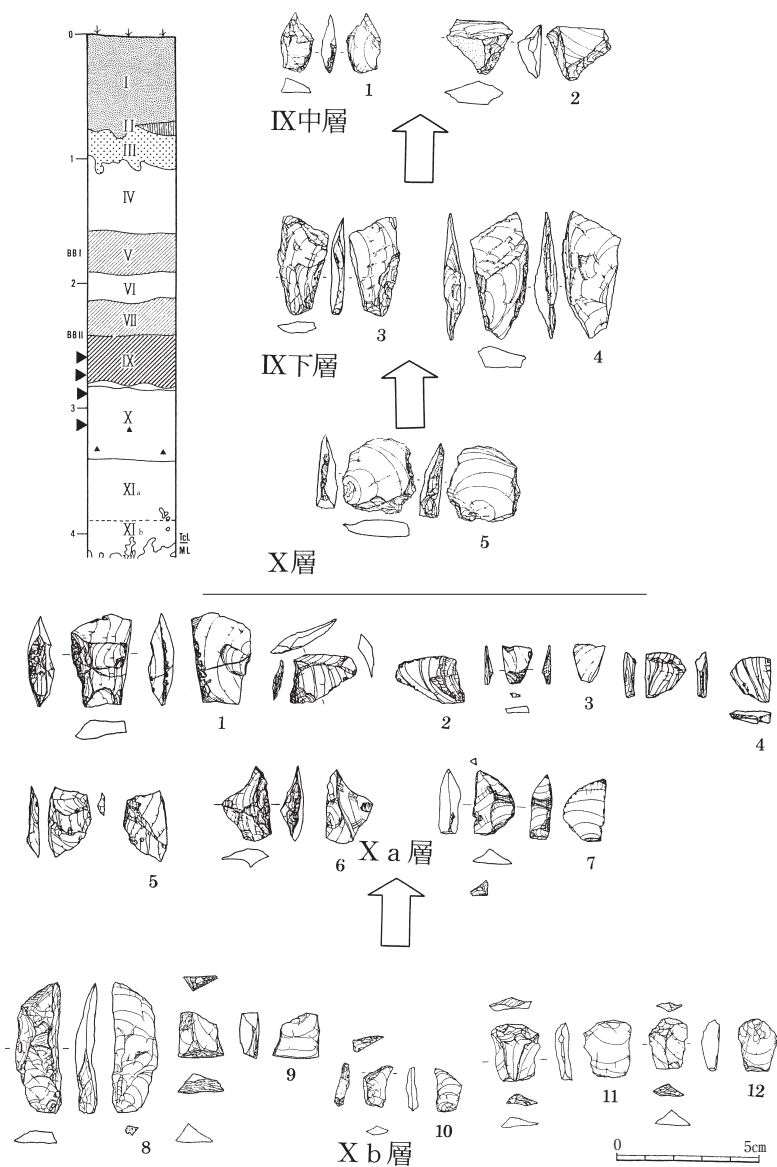 0
I
II
III
1
IV
BB I
V
2
VI
VII
BB II
IX
3
X
XIa
4
XIb
TcL
ML
1
2
IX中層
3
4
IX下層
5
X層
1
2
3
4
5
6
7
Xa層
8
9
10
11
12
Xb層
0 5cm